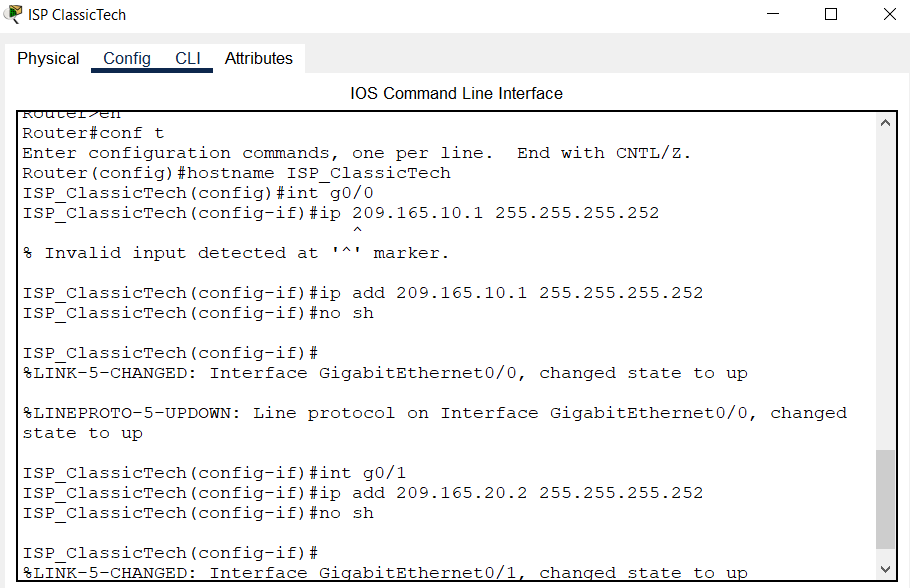 ISP ClassicTech
Physical Config CLI Attributes
IOS Command Line Interface
Router>en
Router#conf t
Enter configuration commands, one per line.  End with CNTL/Z.
Router(config)#hostname ISP_ClassicTech
ISP_ClassicTech(config)#int g0/0
ISP_ClassicTech(config-if)#ip 209.165.10.1 255.255.255.252
^
% Invalid input detected at '^' marker.
ISP_ClassicTech(config-if)#ip add 209.165.10.1 255.255.255.252
ISP_ClassicTech(config-if)#no sh
ISP_ClassicTech(config-if)#
%LINK-5-CHANGED: Interface GigabitEthernet0/0, changed state to up
%LINEPROTO-5-UPDOWN: Line protocol on Interface GigabitEthernet0/0, changed
state to up
ISP_ClassicTech(config-if)#int g0/1
ISP_ClassicTech(config-if)#ip add 209.165.20.2 255.255.255.252
ISP_ClassicTech(config-if)#no sh
ISP_ClassicTech(config-if)#
%LINK-5-CHANGED: Interface GigabitEthernet0/1, changed state to up